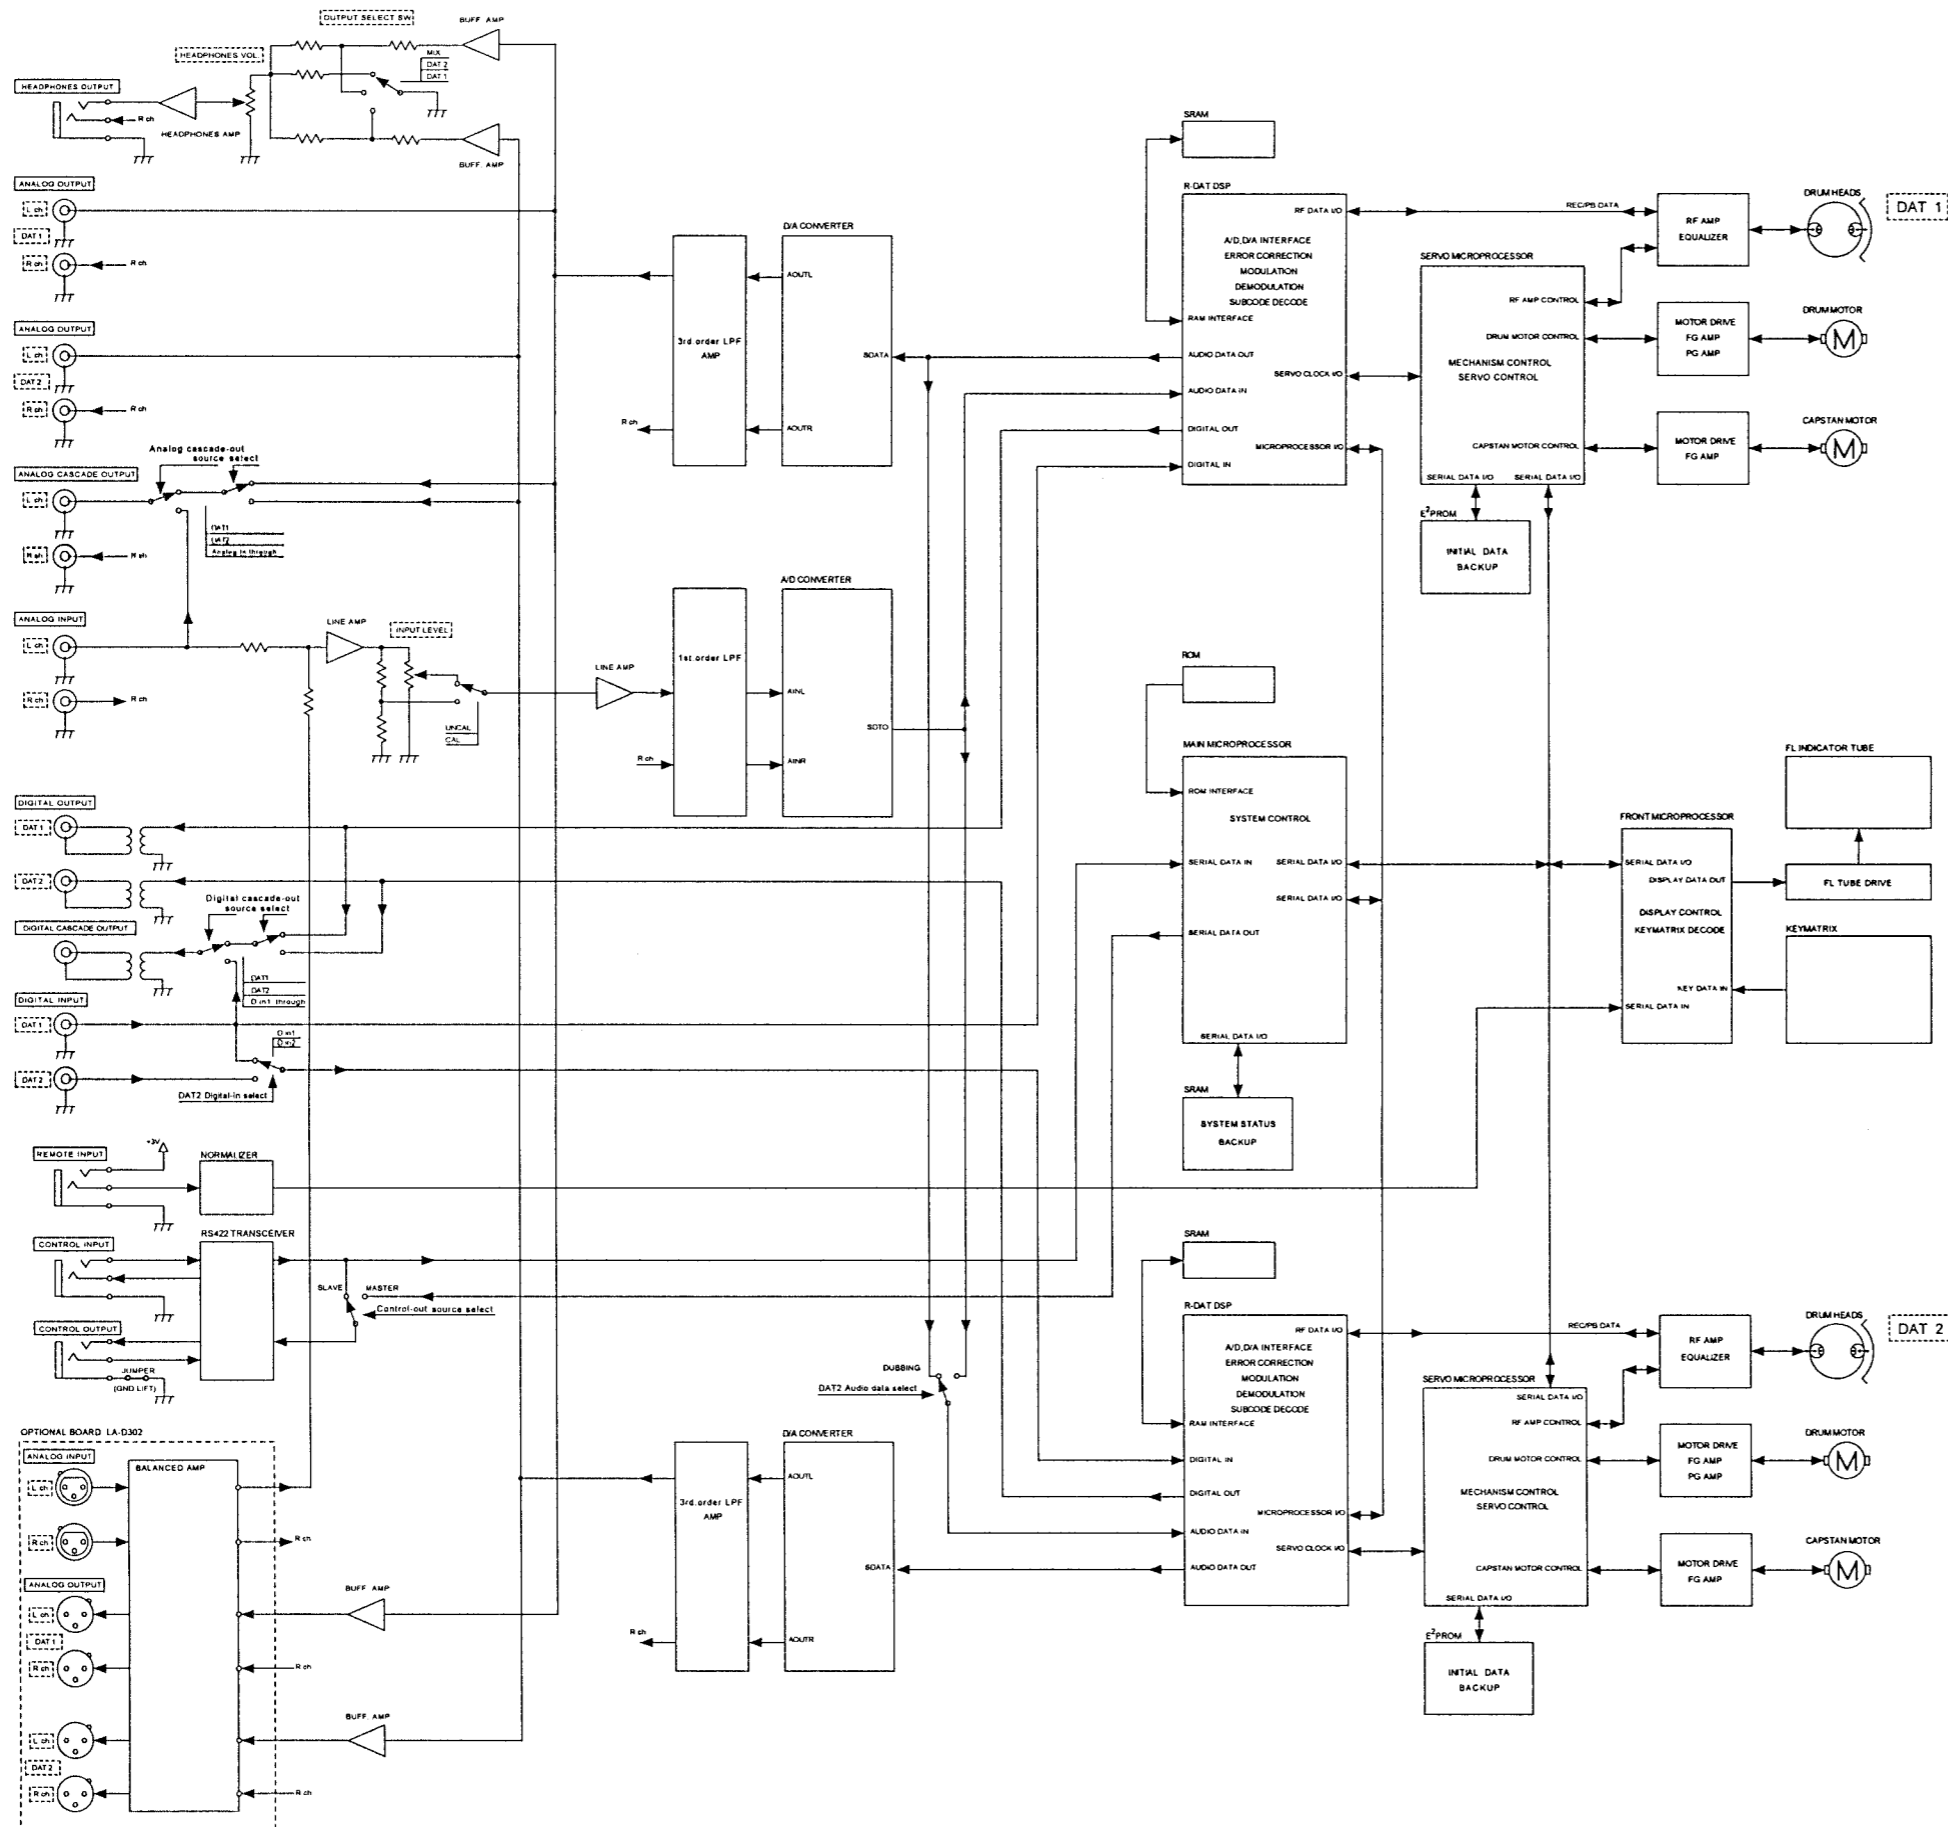 OUTPUT SELECT SW
BUFF. AMP
HEADPHONES VOL.
MIX
DAT 2
DAT 1
HEADPHONES OUTPUT
R ch
HEADPHONES AMP
BUFF. AMP
ANALOG OUTPUT
L ch
DAT 1
R ch
R ch
ANALOG OUTPUT
L ch
DAT 2
R ch
R ch
Analog cascade-out
source select
ANALOG CASCADE OUTPUT
L ch
DAT1
DAT2
Analog in through
R ch
R ch
ANALOG INPUT
L ch
R ch
R ch
LINE AMP
INPUT LEVEL
UNCAL
CAL
LINE AMP
DIGITAL OUTPUT
DAT 1
DAT 2
Digital cascade-out
source select
DIGITAL CASCADE OUTPUT
DAT1
DAT2
D in1 through
DIGITAL INPUT
DAT 1
D in1
D in2
DAT 2
DAT2 Digital-in select
REMOTE INPUT
+3V
NORMALIZER
RS422 TRANSCEIVER
CONTROL INPUT
SLAVE
MASTER
Control-out source select
CONTROL OUTPUT
JUMPER
(GND LIFT)
OPTIONAL BOARD LA-D302
ANALOG INPUT
BALANCED AMP
L ch
R ch
R ch
ANALOG OUTPUT
L ch
DAT 1
R ch
R ch
L ch
DAT 2
R ch
R ch
BUFF. AMP
BUFF. AMP
D/A CONVERTER
3rd.order LPF
AMP
AOUTL
SDATA
AOUTR
R ch
A/D CONVERTER
1st.order LPF
AINL
SDTO
AINR
R ch
DUBBING
DAT2 Audio data select
D/A CONVERTER
3rd.order LPF
AMP
AOUTL
SDATA
AOUTR
R ch
SRAM
R-DAT DSP
RF DATA I/O
A/D,D/A INTERFACE
ERROR CORRECTION
MODULATION
DEMODULATION
SUBCODE DECODE
RAM INTERFACE
AUDIO DATA OUT
SERVO CLOCK I/O
AUDIO DATA IN
DIGITAL OUT
MICROPROCESSOR I/O
DIGITAL IN
REC/PB DATA
RF AMP
EQUALIZER
DRUM HEADS
DAT 1
SERVO MICROPROCESSOR
RF AMP CONTROL
DRUM MOTOR CONTROL
MECHANISM CONTROL
SERVO CONTROL
CAPSTAN MOTOR CONTROL
SERIAL DATA I/O
SERIAL DATA I/O
MOTOR DRIVE
FG AMP
PG AMP
DRUM MOTOR
M
MOTOR DRIVE
FG AMP
CAPSTAN MOTOR
M
E²PROM
INITIAL DATA
BACKUP
ROM
MAIN MICROPROCESSOR
ROM INTERFACE
SYSTEM CONTROL
SERIAL DATA IN
SERIAL DATA I/O
SERIAL DATA I/O
SERIAL DATA OUT
SERIAL DATA I/O
SRAM
SYSTEM STATUS
BACKUP
FL INDICATOR TUBE
FRONT MICROPROCESSOR
SERIAL DATA I/O
DISPLAY DATA OUT
FL TUBE DRIVE
DISPLAY CONTROL
KEYMATRIX DECODE
KEYMATRIX
KEY DATA IN
SERIAL DATA IN
SRAM
R-DAT DSP
RF DATA I/O
A/D,D/A INTERFACE
ERROR CORRECTION
MODULATION
DEMODULATION
SUBCODE DECODE
RAM INTERFACE
DIGITAL IN
DIGITAL OUT
MICROPROCESSOR I/O
AUDIO DATA IN
SERVO CLOCK I/O
AUDIO DATA OUT
REC/PB DATA
RF AMP
EQUALIZER
DRUM HEADS
DAT 2
SERVO MICROPROCESSOR
SERIAL DATA I/O
RF AMP CONTROL
DRUM MOTOR CONTROL
MECHANISM CONTROL
SERVO CONTROL
CAPSTAN MOTOR CONTROL
SERIAL DATA I/O
MOTOR DRIVE
FG AMP
PG AMP
DRUM MOTOR
M
MOTOR DRIVE
FG AMP
CAPSTAN MOTOR
M
E²PROM
INITIAL DATA
BACKUP